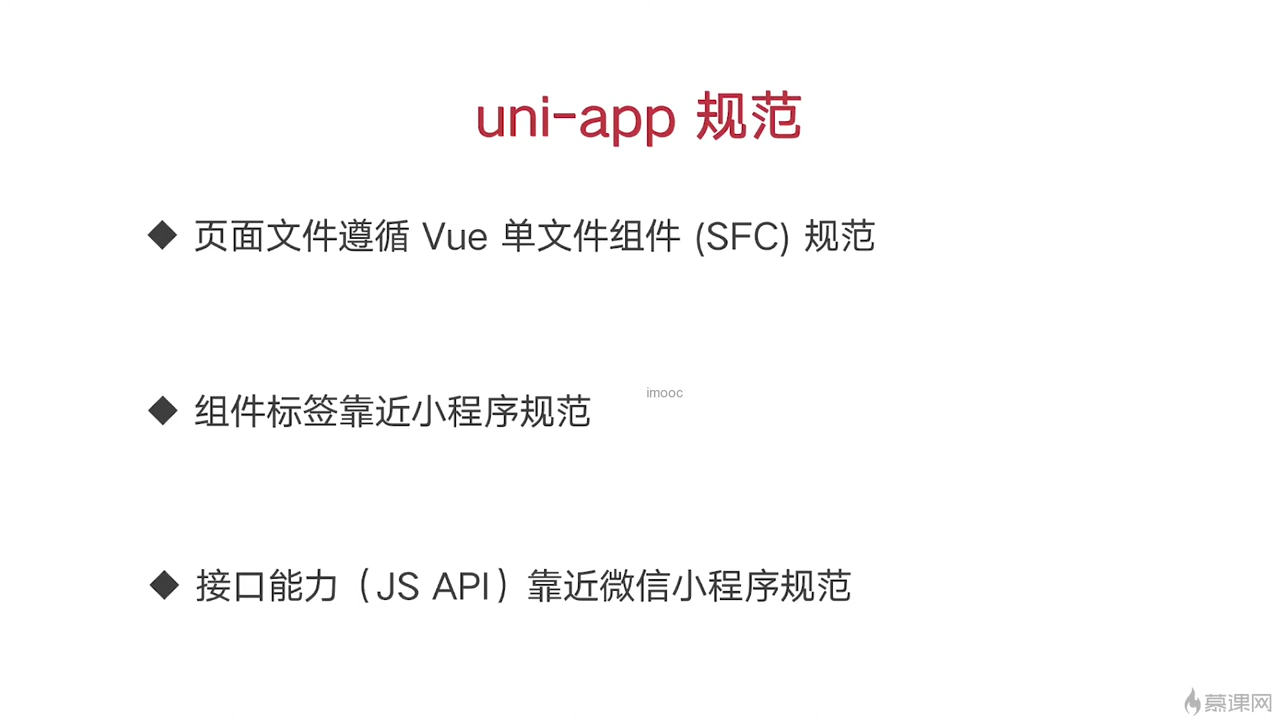 uni-app 规范
◆ 页面文件遵循 Vue 单文件组件 (SFC) 规范
imooc
◆ 组件标签靠近小程序规范
◆ 接口能力（JS API）靠近微信小程序规范
慕课网